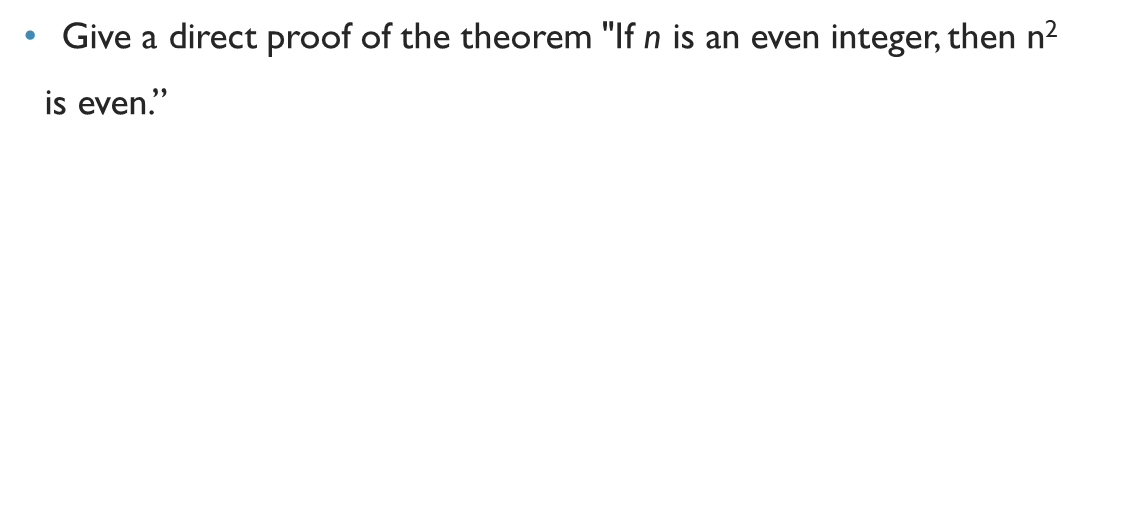 • Give a direct proof of the theorem "If n is an even integer, then n²
is even.”